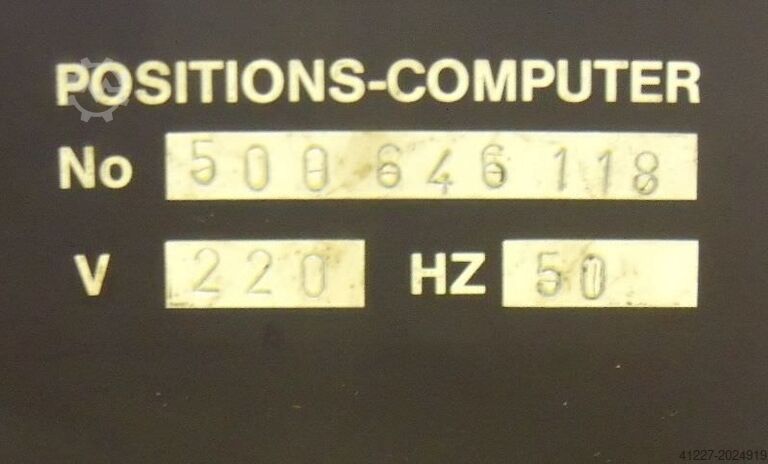 POSITIONS-COMPUTER
No 500 646 118
V 220 HZ 50
41227-2024919